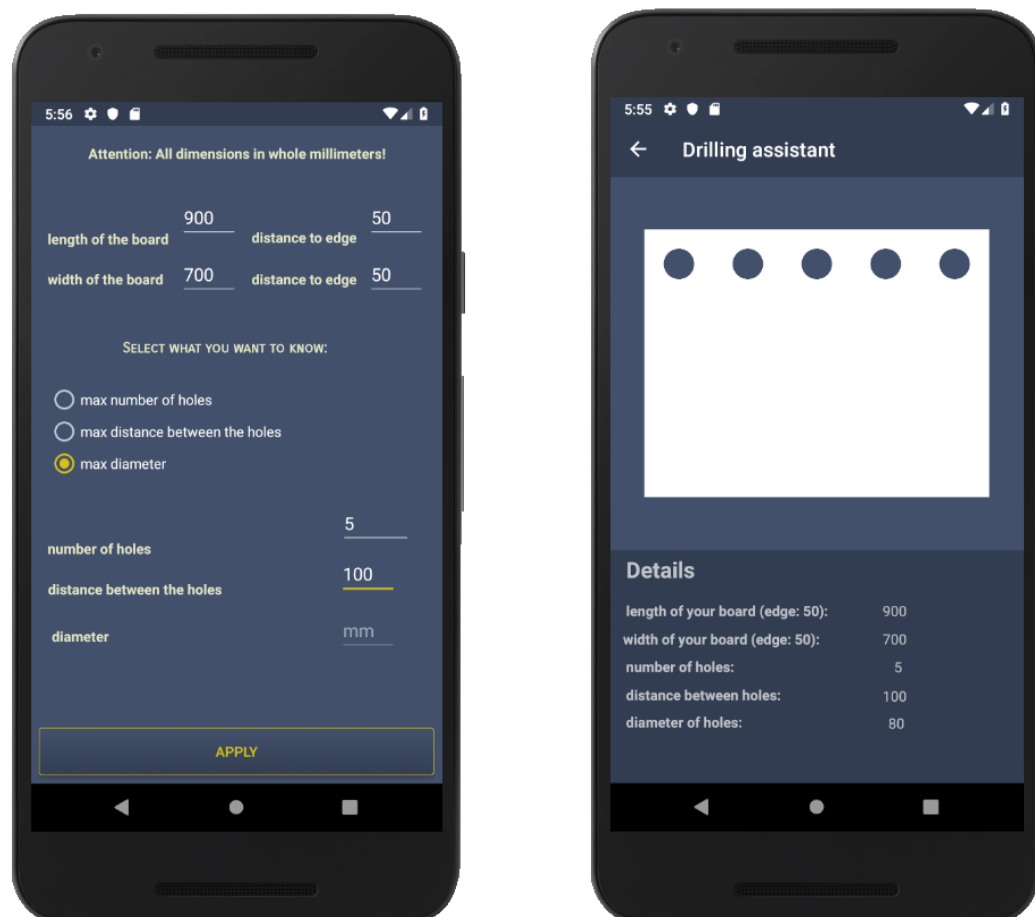 5:56
Attention: All dimensions in whole millimeters!
length of the board 900 distance to edge 50
width of the board 700 distance to edge 50
SELECT WHAT YOU WANT TO KNOW:
max number of holes
max distance between the holes
max diameter
number of holes 5
distance between the holes 100
diameter mm
APPLY
5:55
Drilling assistant
Details
length of your board (edge: 50): 900
width of your board (edge: 50): 700
number of holes: 5
distance between holes: 100
diameter of holes: 80